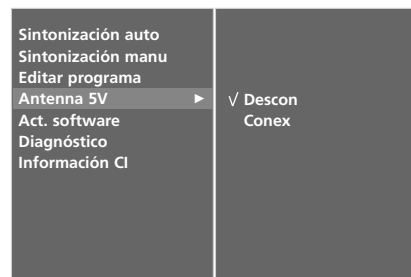 Sintonización auto
Sintonización manu
Editar programa
Antenna 5V ►
Act. software
Diagnóstico
Información CI
√ Descon
Conex